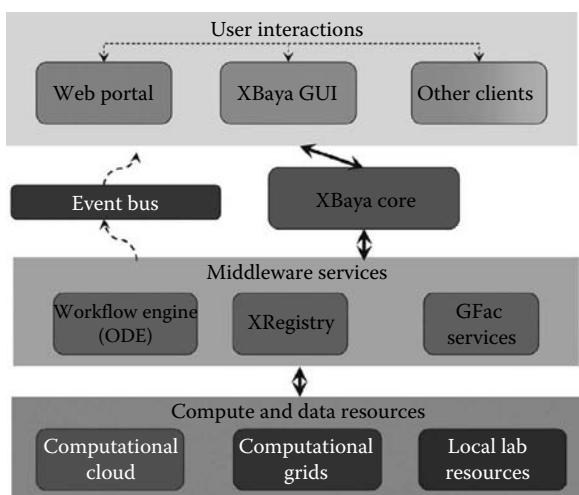 User interactions
Web portal
XBaya GUI
Other clients
Event bus
XBaya core
Middleware services
Workflow engine
(ODE)
XRegistry
GFac
services
Compute and data resources
Computational
cloud
Computational
grids
Local lab
resources